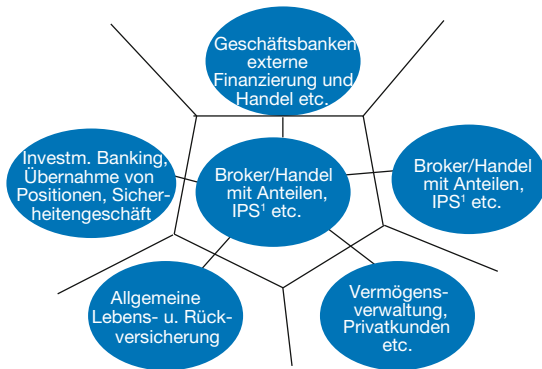 Geschäftsbanken
externe
Finanzierung und
Handel etc.
Investm. Banking,
Übernahme von
Positionen, Sicher-
heitengeschäft
Broker/Handel
mit Anteilen,
IPS¹ etc.
Broker/Handel
mit Anteilen,
IPS¹ etc.
Allgemeine
Lebens- u. Rück-
versicherung
Vermögens-
verwaltung,
Privatkunden
etc.